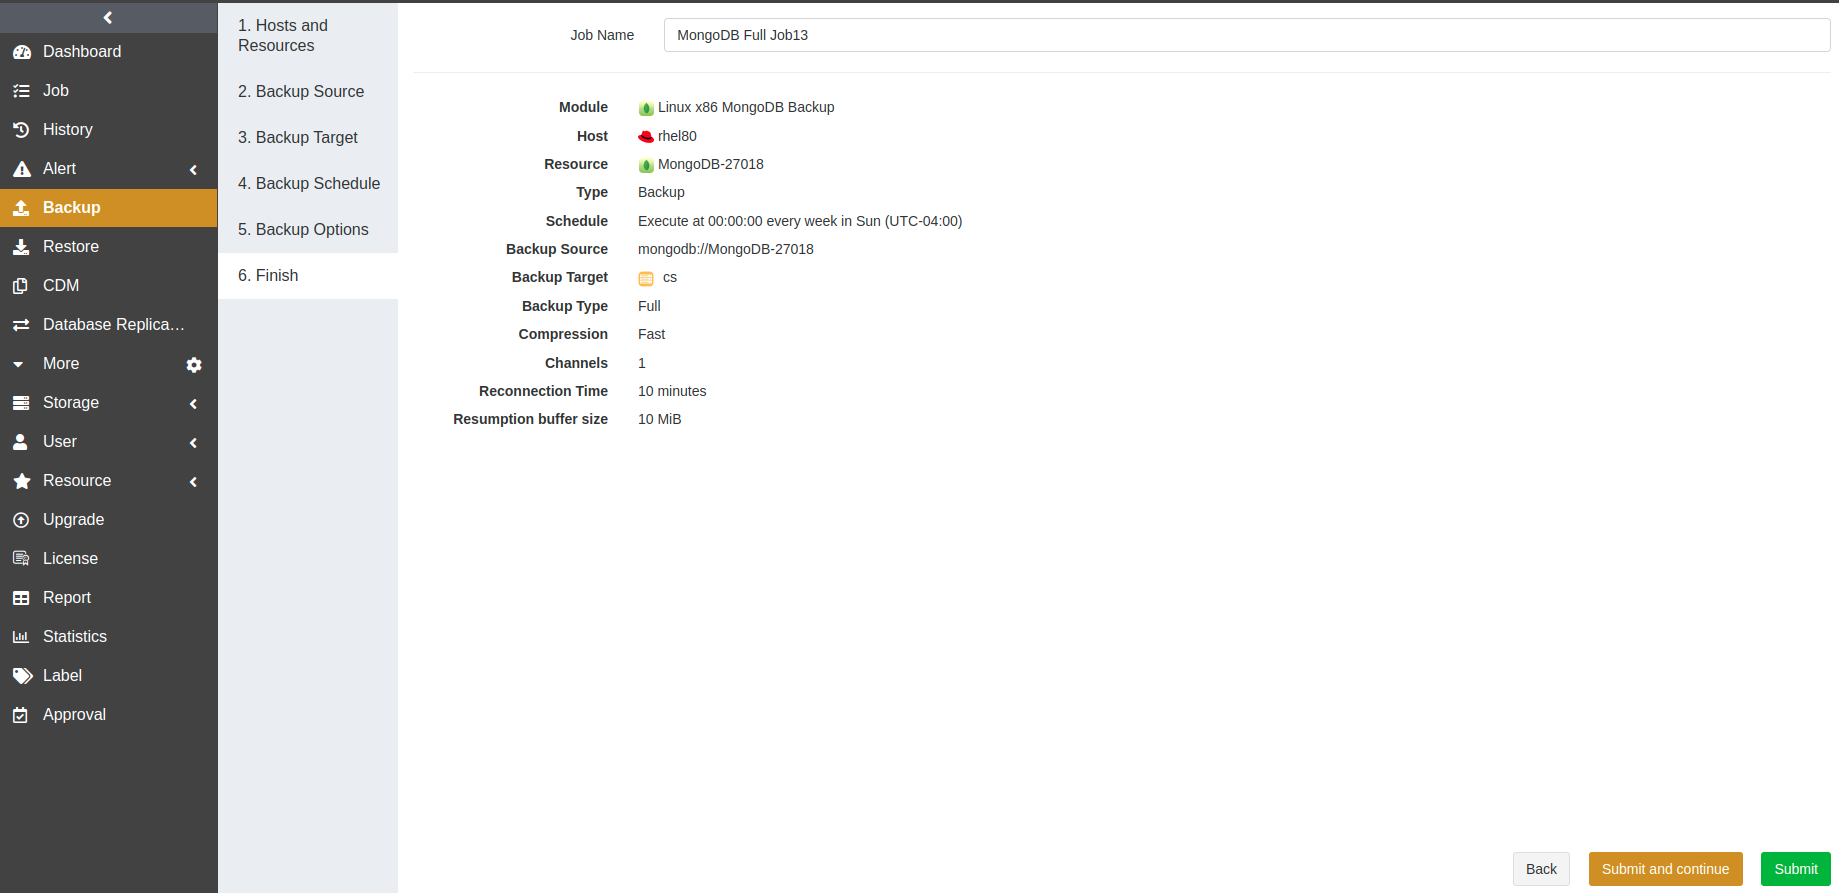 Dashboard
Job
History
Alert
Backup
Restore
CDM
Database Replica…
More
Storage
User
Resource
Upgrade
License
Report
Statistics
Label
Approval
1. Hosts and
Resources
2. Backup Source
3. Backup Target
4. Backup Schedule
5. Backup Options
6. Finish
Job Name MongoDB Full Job13
Module Linux x86 MongoDB Backup
Host rhel80
Resource MongoDB-27018
Type Backup
Schedule Execute at 00:00:00 every week in Sun (UTC-04:00)
Backup Source mongodb://MongoDB-27018
Backup Target cs
Backup Type Full
Compression Fast
Channels 1
Reconnection Time 10 minutes
Resumption buffer size 10 MiB
Back Submit and continue Submit